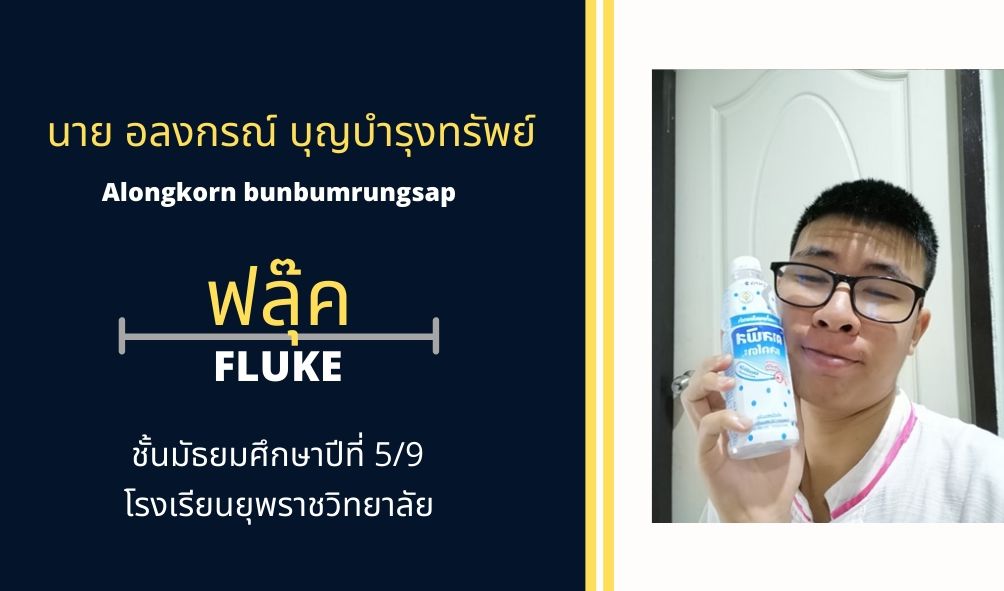 นาย อลงกรณ์ บุญบำรุงทรัพย์
Alongkorn bunbumrungsap
ฟลุ๊ค
FLUKE
ชั้นมัธยมศึกษาปีที่ 5/9
โรงเรียนยุพราชวิทยาลัย